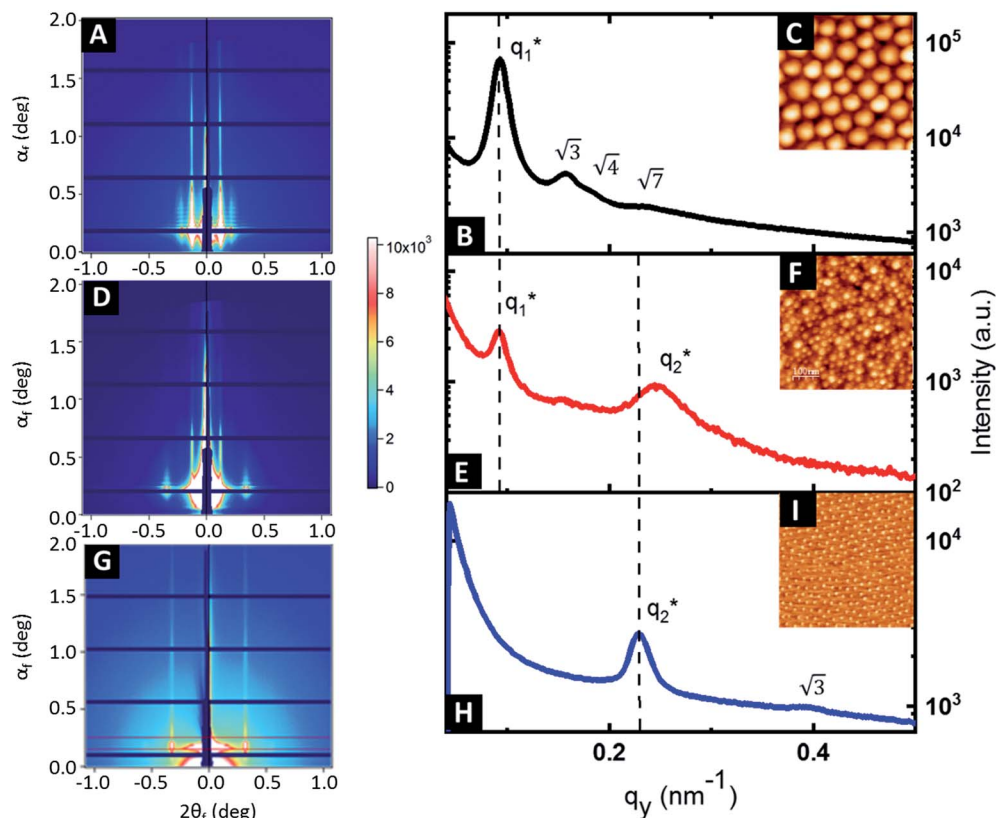 A
2.0
1.5
1.0
0.5
0.0
α_f (deg)
-1.0 -0.5 0.0 0.5 1.0
D
2.0
1.5
1.0
0.5
0.0
α_f (deg)
-1.0 -0.5 0.0 0.5 1.0
G
2.0
1.5
1.0
0.5
0.0
α_f (deg)
-1.0 -0.5 0.0 0.5 1.0
2θ_f (deg)
10x10³
8
6
4
2
0
q₁*
√3
√4
√7
B
C
10⁵
10⁴
10³
q₁*
q₂*
E
F
100nm
10⁴
10³
10²
q₂*
√3
H
I
10⁴
10³
Intensity (a.u.)
0.2 0.4
q_y (nm⁻¹)